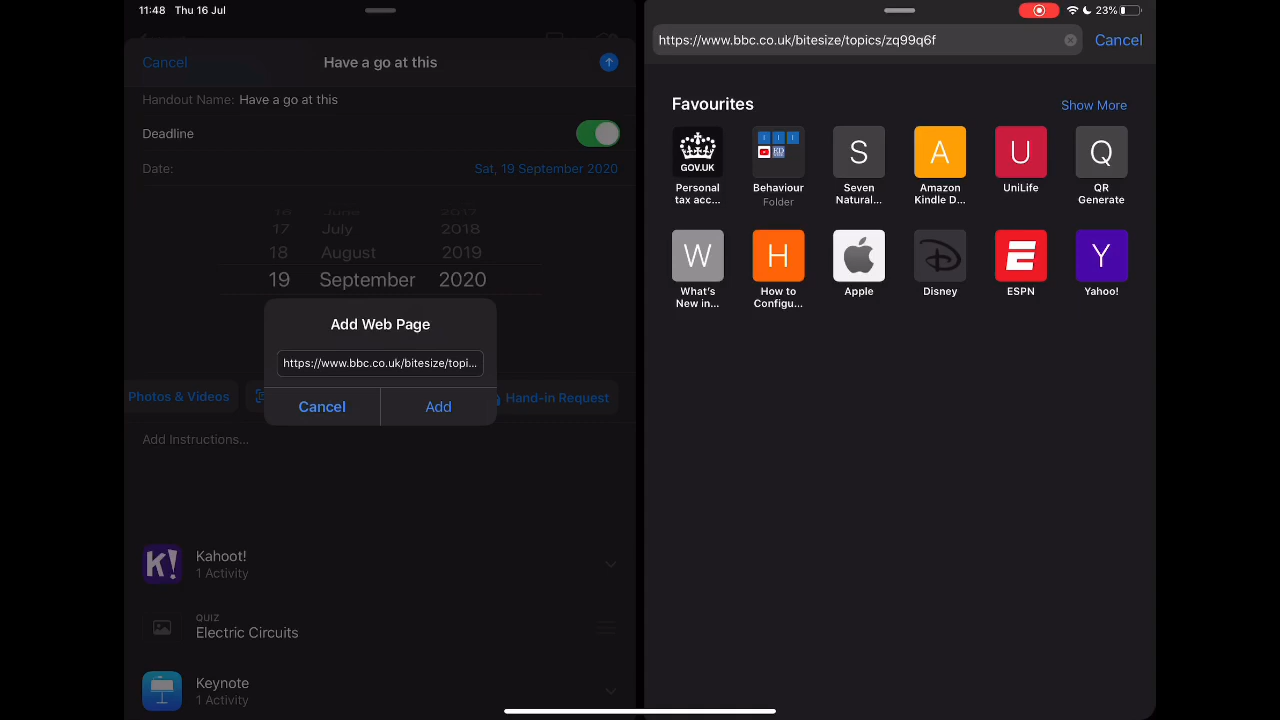 11:48 Thu 16 Jul
Cancel
Have a go at this
Handout Name: Have a go at this
Deadline
Date:
Sat, 19 September 2020
16 June 2017
17 July 2018
18 August 2019
19 September 2020
Add Web Page
https://www.bbc.co.uk/bitesize/topi...
Cancel
Add
Photos & Videos
Hand-in Request
Add Instructions...
Kahoot!
1 Activity
QUIZ
Electric Circuits
Keynote
1 Activity
23%
https://www.bbc.co.uk/bitesize/topics/zq99q6f
Cancel
Favourites
Show More
GOV.UK
Personal
tax acc...
Behaviour
Folder
S
Seven
Natural...
A
Amazon
Kindle D...
U
UniLife
Q
QR
Generate
W
What's
New in...
H
How to
Configu...
Apple
Disney
ESPN
Y
Yahoo!